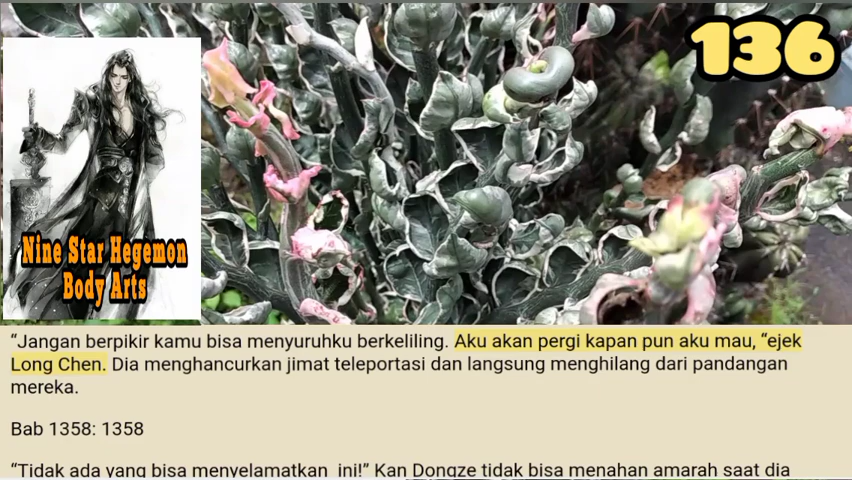 136
Nine Star Hegemon
Body Arts
“Jangan berpikir kamu bisa menyuruhku berkeliling. Aku akan pergi kapan pun aku mau, “ejek
Long Chen. Dia menghancurkan jimat teleportasi dan langsung menghilang dari pandangan
mereka.
Bab 1358: 1358
“Tidak ada yang bisa menyelamatkan ini!” Kan Dongze tidak bisa menahan amarah saat dia